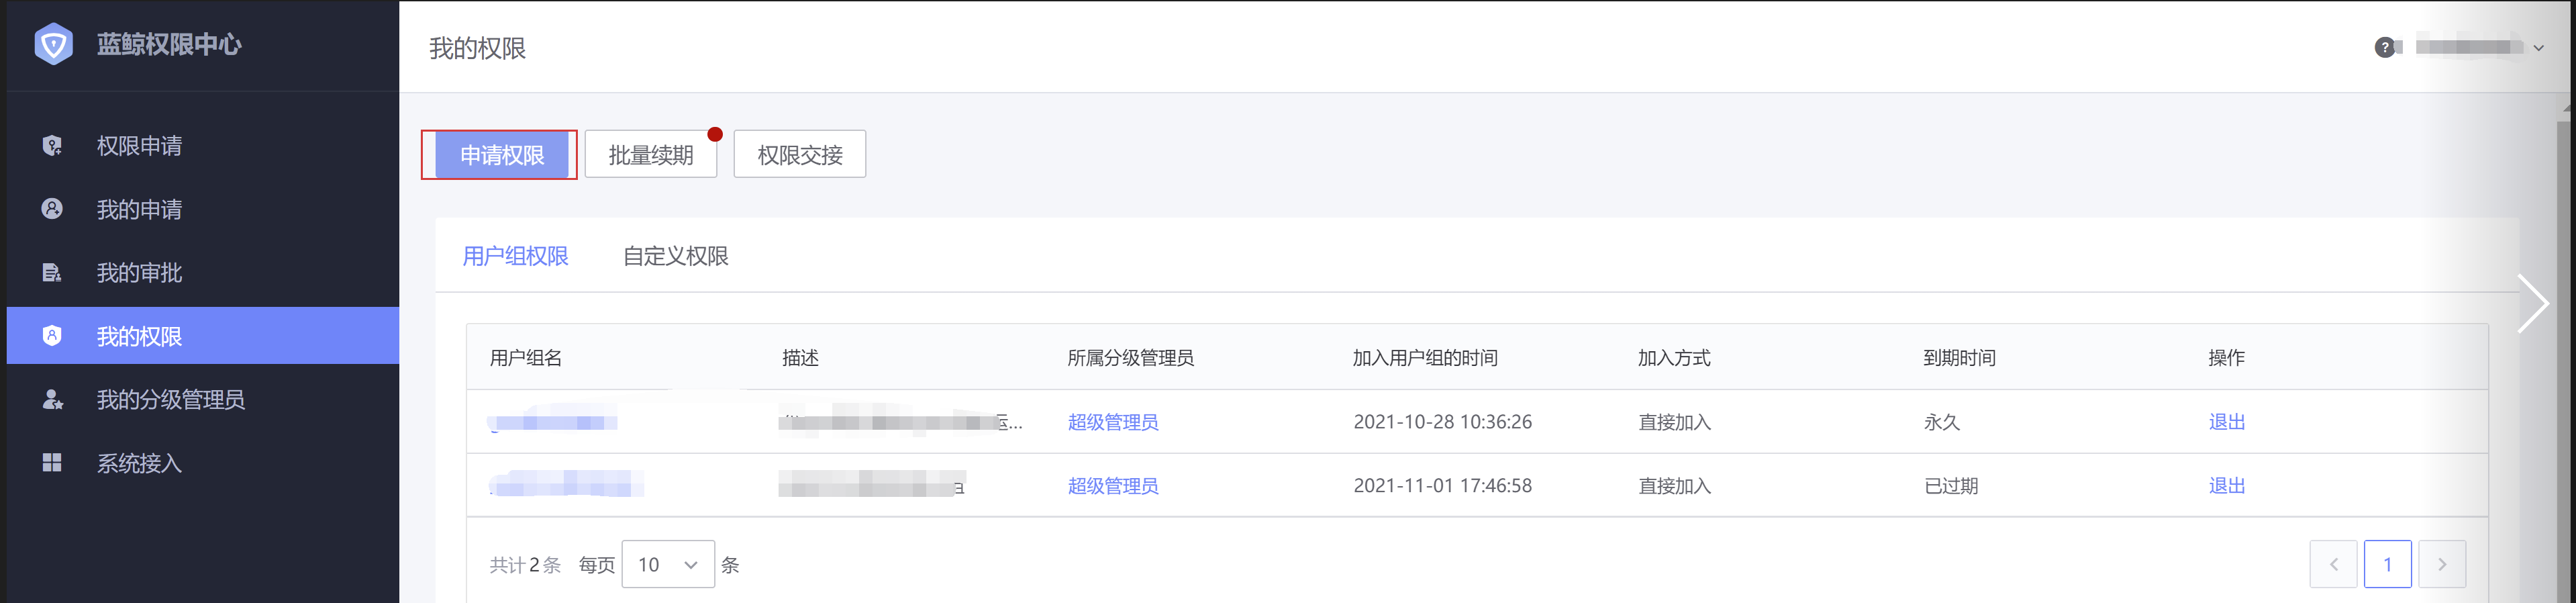 蓝鲸权限中心
权限申请
我的申请
我的审批
我的权限
我的分级管理员
系统接入
我的权限
?
申请权限 批量续期 权限交接
用户组权限 自定义权限
用户组名 描述 所属分级管理员 加入用户组的时间 加入方式 到期时间 操作
... 超级管理员 2021-10-28 10:36:26 直接加入 永久 退出
超级管理员 2021-11-01 17:46:58 直接加入 已过期 退出
共计2条 每页 10 条 1